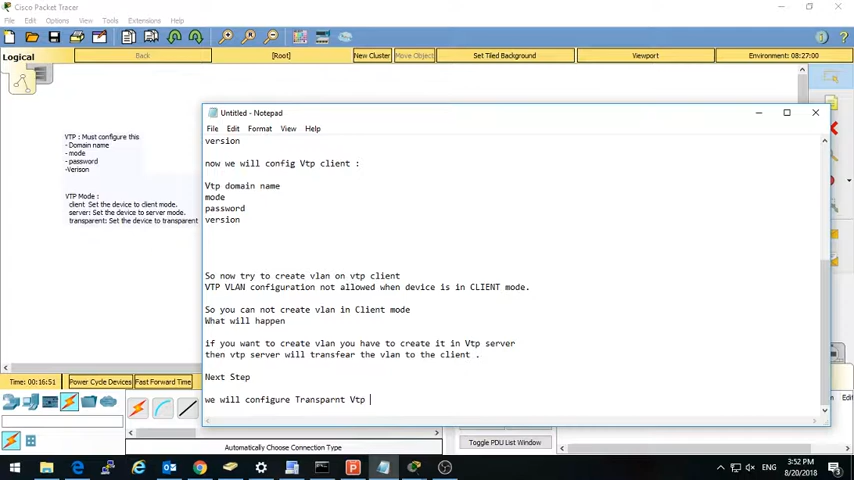 Cisco Packet Tracer
File Edit Options View Tools Extensions Help
Logical
Back
[Root]
New Cluster
Move Object
Set Tiled Background
Viewport
Environment: 08:27:00
VTP : Must configure this
- Domain name
- mode
- password
-Verison
VTP Mode :
client Set the device to client mode.
server: Set the device to server mode.
transparent: Set the device to transparent
Untitled - Notepad
File Edit Format View Help
version
now we will config Vtp client :
Vtp domain name
mode
password
version
So now try to create vlan on vtp client
VTP VLAN configuration not allowed when device is in CLIENT mode.
So you can not create vlan in Client mode
What will happen
if you want to create vlan you have to create it in Vtp server
then vtp server will transfear the vlan to the client .
Next Step
we will configure Transparnt Vtp
Time: 00:16:51
Power Cycle Devices
Fast Forward Time
Automatically Choose Connection Type
Toggle PDU List Window
ENG
3:52 PM
8/20/2018